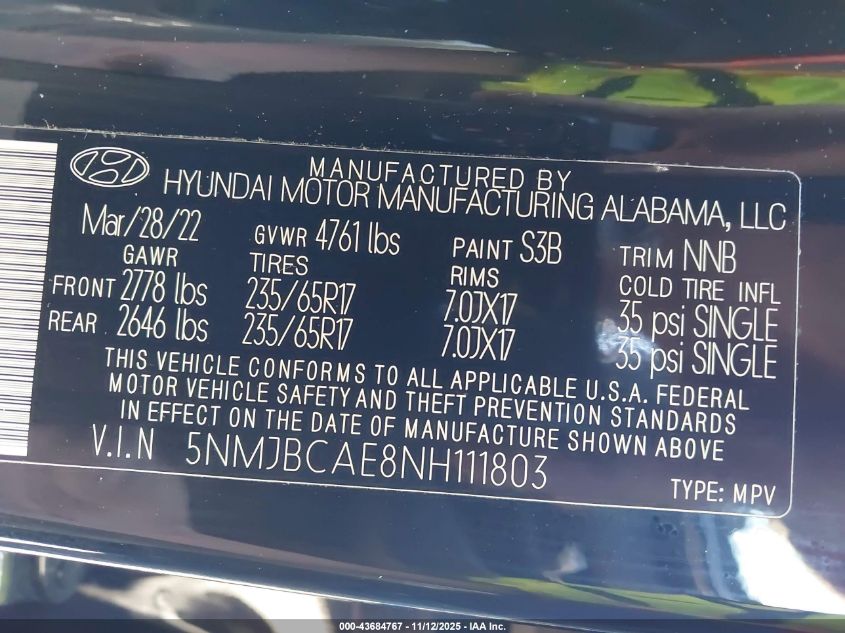 MANUFACTURED BY
HYUNDAI MOTOR MANUFACTURING ALABAMA, LLC
Mar/28/22 GVWR 4761 lbs PAINT S3B TRIM NNB
GAWR TIRES RIMS COLD TIRE INFL
FRONT 2778 lbs 235/65R17 7.0JX17 35 psi SINGLE
REAR 2646 lbs 235/65R17 7.0JX17 35 psi SINGLE
THIS VEHICLE CONFORMS TO ALL APPLICABLE U.S.A. FEDERAL
MOTOR VEHICLE SAFETY AND THEFT PREVENTION STANDARDS
IN EFFECT ON THE DATE OF MANUFACTURE SHOWN ABOVE
V.I.N 5NMJBCAE8NH111803
TYPE: MPV
000-43684767 - 11/12/2025 - IAA Inc.